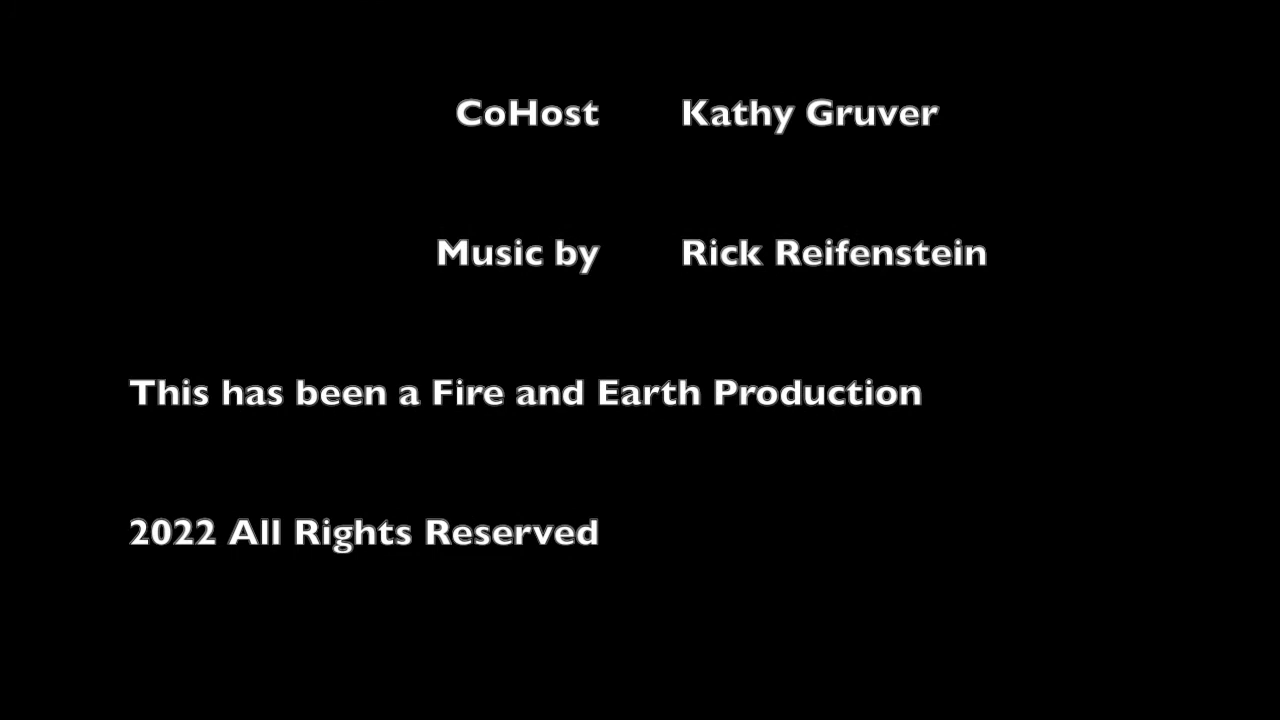 CoHost Kathy Gruver
Music by Rick Reifenstein
This has been a Fire and Earth Production
2022 All Rights Reserved